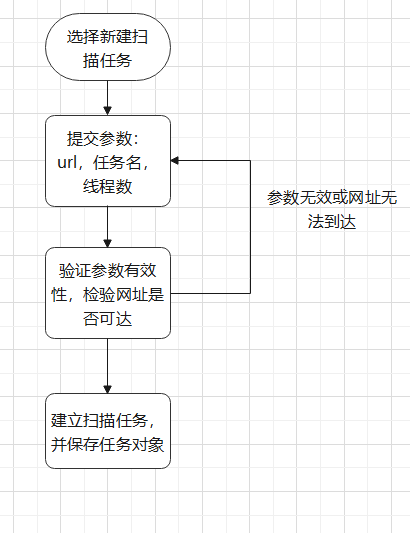 选择新建扫
描任务
提交参数：
url，任务名，
线程数
参数无效或网址无
法到达
验证参数有效
性，检验网址是
否可达
建立扫描任务，
并保存任务对象